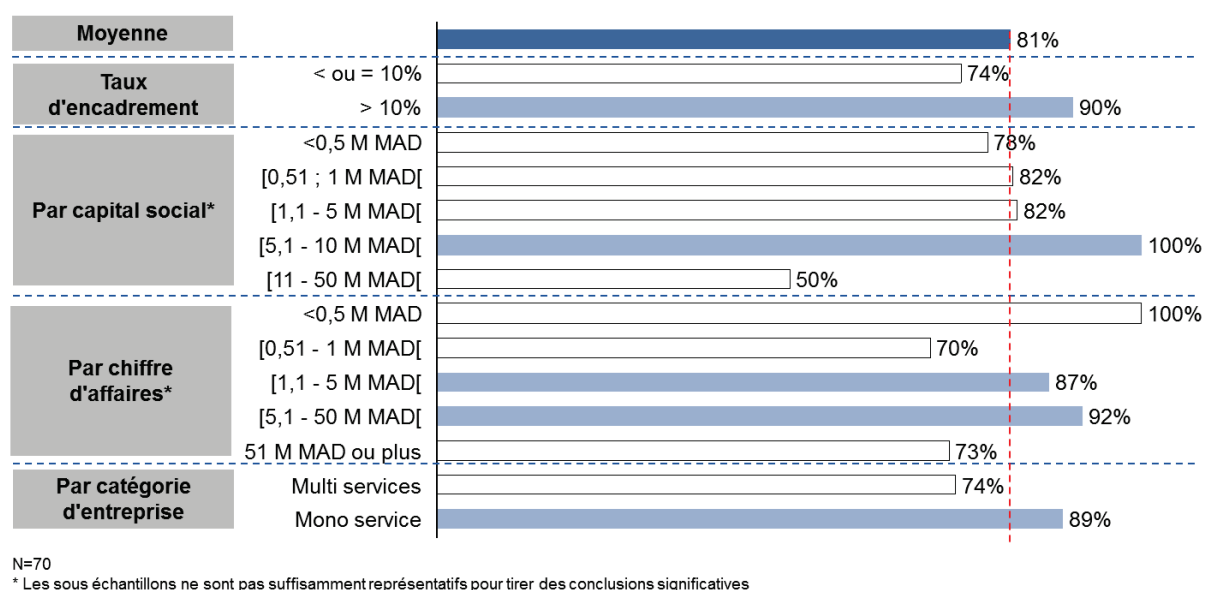 Moyenne
81%
Taux
d'encadrement
< ou = 10%
74%
> 10%
90%
Par capital social*
<0,5 M MAD
78%
[0,51 ; 1 M MAD[
82%
[1,1 - 5 M MAD[
82%
[5,1 - 10 M MAD[
100%
[11 - 50 M MAD[
50%
Par chiffre
d'affaires*
<0,5 M MAD
100%
[0,51 - 1 M MAD[
70%
[1,1 - 5 M MAD[
87%
[5,1 - 50 M MAD[
92%
51 M MAD ou plus
73%
Par catégorie
d'entreprise
Multi services
74%
Mono service
89%
N=70
* Les sous échantillons ne sont pas suffisamment représentatifs pour tirer des conclusions significatives